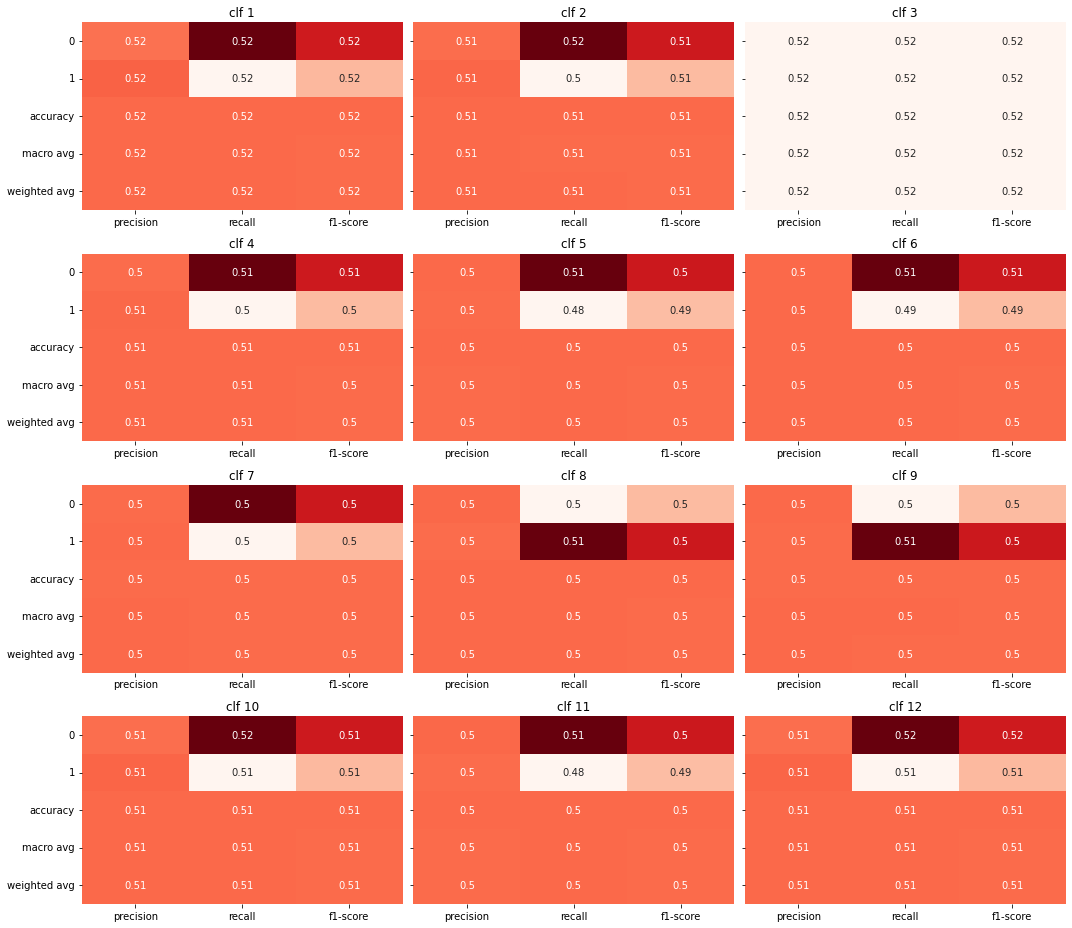 clf 1 clf 2 clf 3
0 0.52 0.52 0.52 0.51 0.52 0.51 0.52 0.52 0.52
1 0.52 0.52 0.52 0.51 0.5 0.51 0.52 0.52 0.52
accuracy 0.52 0.52 0.52 0.51 0.51 0.51 0.52 0.52 0.52
macro avg 0.52 0.52 0.52 0.51 0.51 0.51 0.52 0.52 0.52
weighted avg 0.52 0.52 0.52 0.51 0.51 0.51 0.52 0.52 0.52
precision recall f1-score precision recall f1-score precision recall f1-score
clf 4 clf 5 clf 6
0 0.5 0.51 0.51 0.5 0.51 0.5 0.5 0.51 0.51
1 0.51 0.5 0.5 0.5 0.48 0.49 0.5 0.49 0.49
accuracy 0.51 0.51 0.51 0.5 0.5 0.5 0.5 0.5 0.5
macro avg 0.51 0.51 0.5 0.5 0.5 0.5 0.5 0.5 0.5
weighted avg 0.51 0.51 0.5 0.5 0.5 0.5 0.5 0.5 0.5
precision recall f1-score precision recall f1-score precision recall f1-score
clf 7 clf 8 clf 9
0 0.5 0.5 0.5 0.5 0.5 0.5 0.5 0.5 0.5
1 0.5 0.5 0.5 0.5 0.51 0.5 0.5 0.51 0.5
accuracy 0.5 0.5 0.5 0.5 0.5 0.5 0.5 0.5 0.5
macro avg 0.5 0.5 0.5 0.5 0.5 0.5 0.5 0.5 0.5
weighted avg 0.5 0.5 0.5 0.5 0.5 0.5 0.5 0.5 0.5
precision recall f1-score precision recall f1-score precision recall f1-score
clf 10 clf 11 clf 12
0 0.51 0.52 0.51 0.5 0.51 0.5 0.51 0.52 0.52
1 0.51 0.51 0.51 0.5 0.48 0.49 0.51 0.51 0.51
accuracy 0.51 0.51 0.51 0.5 0.5 0.5 0.51 0.51 0.51
macro avg 0.51 0.51 0.51 0.5 0.5 0.5 0.51 0.51 0.51
weighted avg 0.51 0.51 0.51 0.5 0.5 0.5 0.51 0.51 0.51
precision recall f1-score precision recall f1-score precision recall f1-score